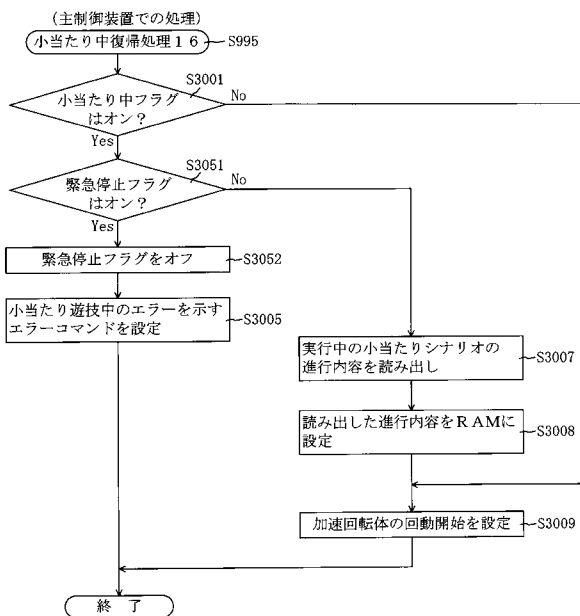 (主制御装置での処理)
小当たり中復帰処理16
S995
S3001
小当たり中フラグ
はオン?
No
Yes
S3051
緊急停止フラグ
はオン?
No
Yes
緊急停止フラグをオフ
S3052
小当たり遊技中のエラーを示す
エラーコマンドを設定
S3005
実行中の小当たりシナリオの
進行内容を読み出し
S3007
読み出した進行内容をRAMに
設定
S3008
加速回転体の回動開始を設定
S3009
終 了